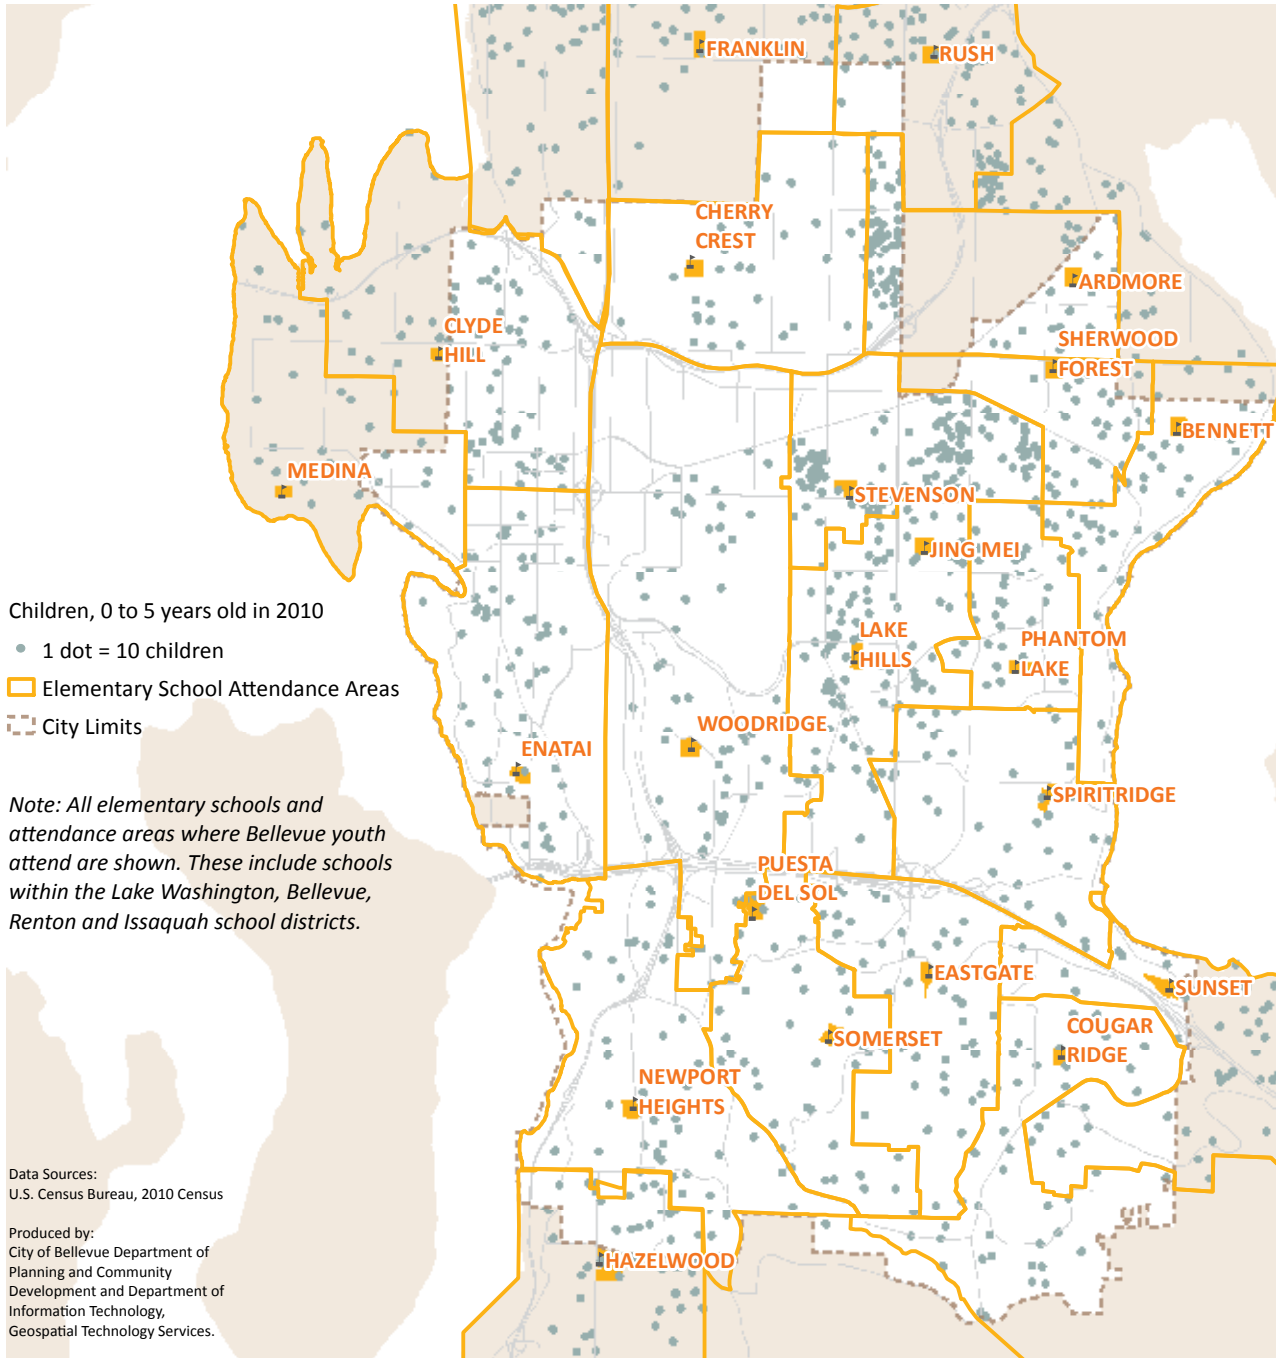 FRANKLIN
RUSH
CHERRY
CREST
ARDMORE
CLYDE
HILL
SHERWOOD
FOREST
BENNETT
MEDINA
STEVENSON
JING MEI
Children, 0 to 5 years old in 2010
1 dot = 10 children
Elementary School Attendance Areas
City Limits
LAKE
HILLS
PHANTOM
LAKE
WOODRIDGE
ENATAI
SPIRITRIDGE
Note: All elementary schools and
attendance areas where Bellevue youth
attend are shown. These include schools
within the Lake Washington, Bellevue,
Renton and Issaquah school districts.
PUESTA
DEL SOL
EASTGATE
SUNSET
SOMERSET
COUGAR
RIDGE
NEWPORT
HEIGHTS
HAZELWOOD
Data Sources:
U.S. Census Bureau, 2010 Census
Produced by:
City of Bellevue Department of
Planning and Community
Development and Department of
Information Technology,
Geospatial Technology Services.